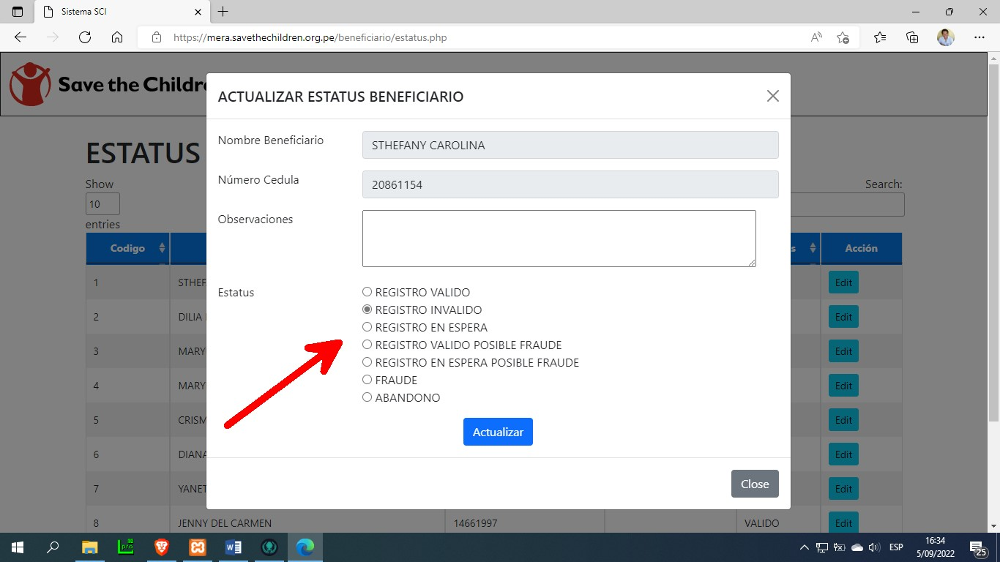 Sistema SCI
https://mera.savethechildren.org.pe/beneficiario/estatus.php
Save the Childre
ACTUALIZAR ESTATUS BENEFICIARIO
Nombre Beneficiario
STHEFANY CAROLINA
Número Cedula
20861154
Observaciones
Estatus
REGISTRO VALIDO
REGISTRO INVALIDO
REGISTRO EN ESPERA
REGISTRO VALIDO POSIBLE FRAUDE
REGISTRO EN ESPERA POSIBLE FRAUDE
FRAUDE
ABANDONO
Actualizar
Close
ESTATUS
Show
10
entries
Search:
Codigo s Acción
1 STHEF Edit
2 DILIA Edit
3 MARY Edit
4 MARY Edit
5 CRISM Edit
6 DIANA Edit
7 YANET Edit
8 JENNY DEL CARMEN 14661997 VALIDO Edit
ESP
16:34
5/09/2022
25